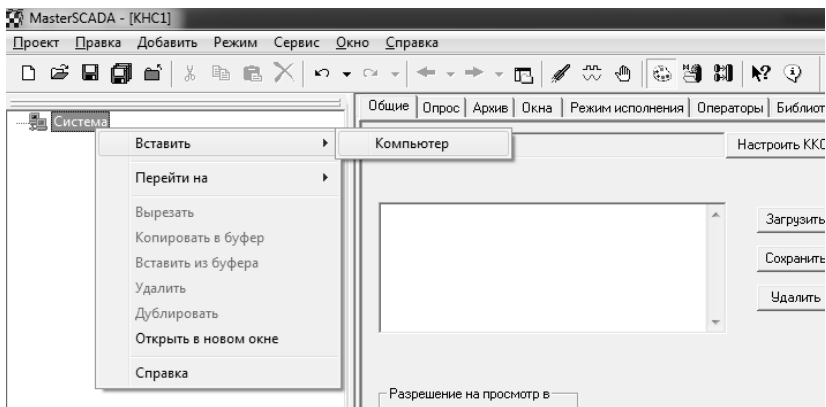 MasterSCADA - [КНС1]
Проект Правка Добавить Режим Сервис Окно Справка
Общие Опрос Архив Окна Режим исполнения Операторы Библиот
Система
Вставить
Компьютер
Настроить ККС
Перейти на
Вырезать
Копировать в буфер
Вставить из буфера
Удалить
Дублировать
Открыть в новом окне
Справка
Загрузить
Сохранить
Удалить
Разрешение на просмотр в